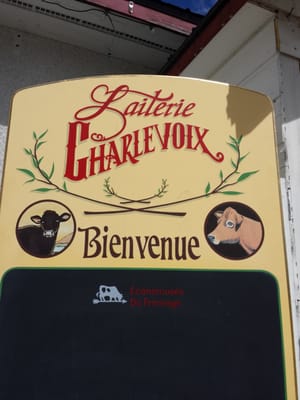 Laiterie
Charlevoix
Bienvenue
Économusée
Du fromage